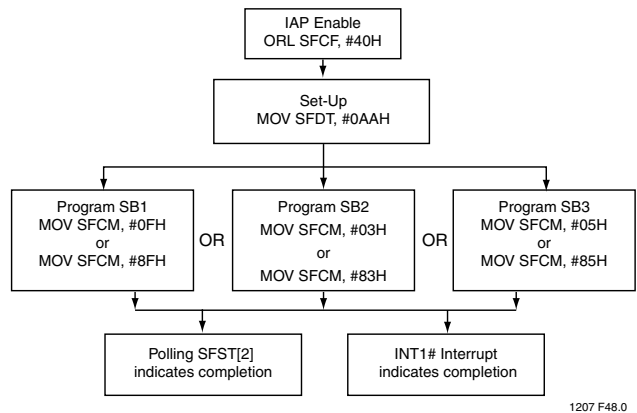 IAP Enable
ORL SFCF, #40H
Set-Up
MOV SFDT, #0AAH
Program SB1
MOV SFCM, #0FH
or
MOV SFCM, #8FH
OR
Program SB2
MOV SFCM, #03H
or
MOV SFCM, #83H
OR
Program SB3
MOV SFCM, #05H
or
MOV SFCM, #85H
Polling SFST[2]
indicates completion
INT1# Interrupt
indicates completion
1207 F48.0